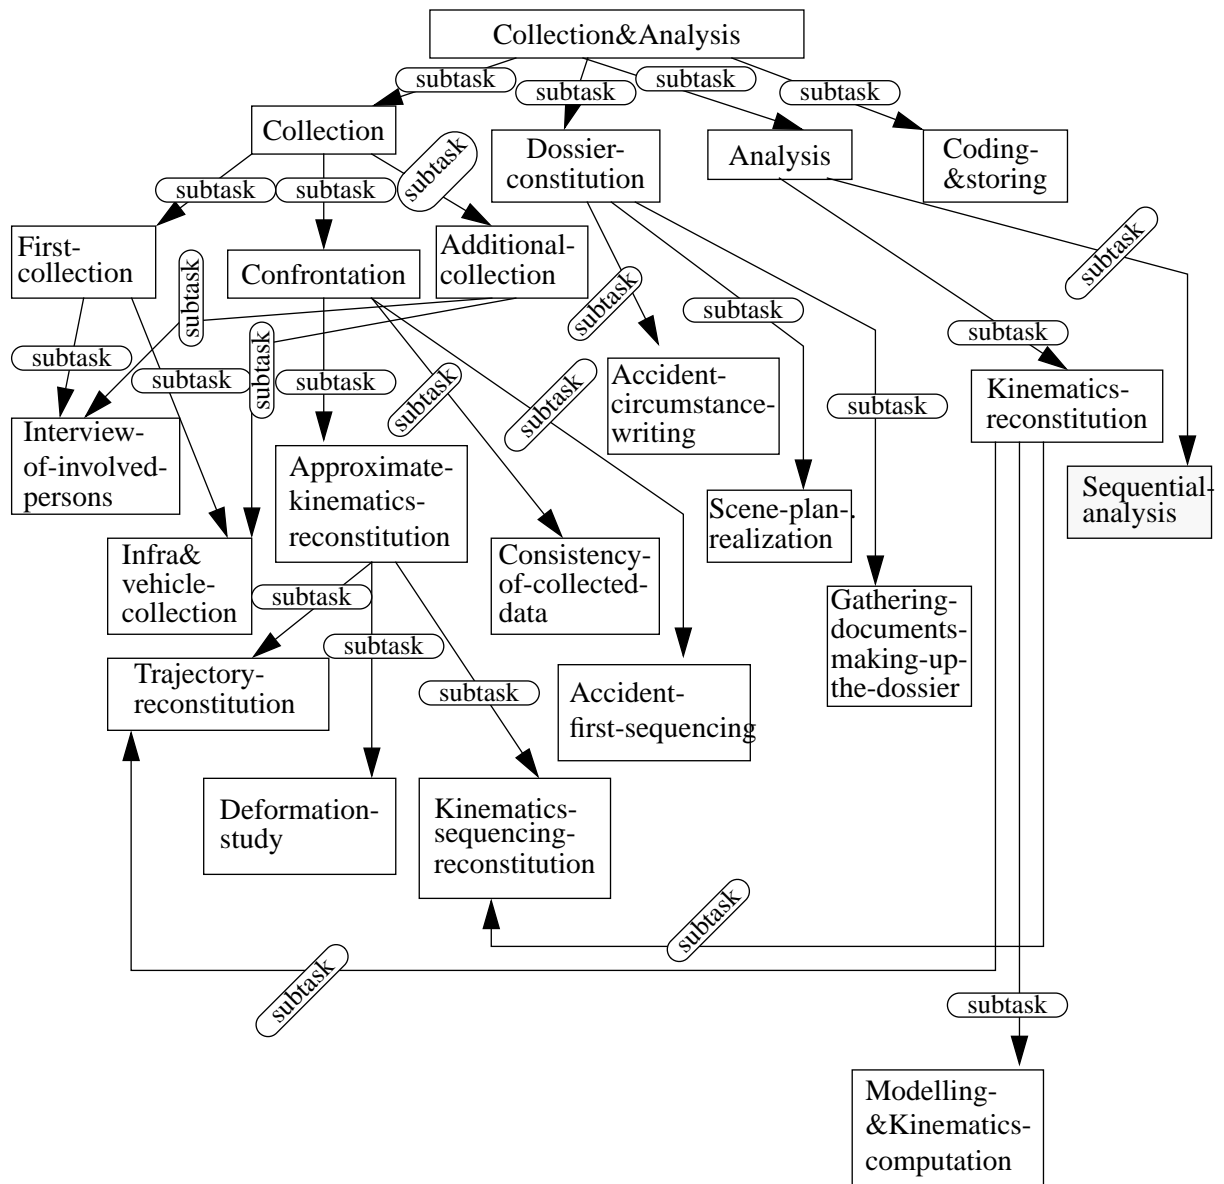 Collection&Analysis
subtask
subtask
subtask
subtask
Collection
Dossier-
constitution
Analysis
Coding-
&storing
subtask
subtask
subtask
subtask
First-
collection
Confrontation
Additional-
collection
subtask
subtask
subtask
subtask
subtask
subtask
subtask
subtask
subtask
subtask
subtask
subtask
Interview-
of-involved-
persons
Accident-
circumstance-
writing
Kinematics-
reconstitution
Approximate-
kinematics-
reconstitution
Scene-plan-.
realization
Sequential-
analysis
Infra&
vehicle-
collection
Consistency-
of-collected-
data
Gathering-
documents-
making-up-
the-dossier
subtask
subtask
subtask
Trajectory-
reconstitution
Accident-
first-sequencing
Deformation-
study
Kinematics-
sequencing-
reconstitution
subtask
subtask
subtask
Modelling-
&Kinematics-
computation